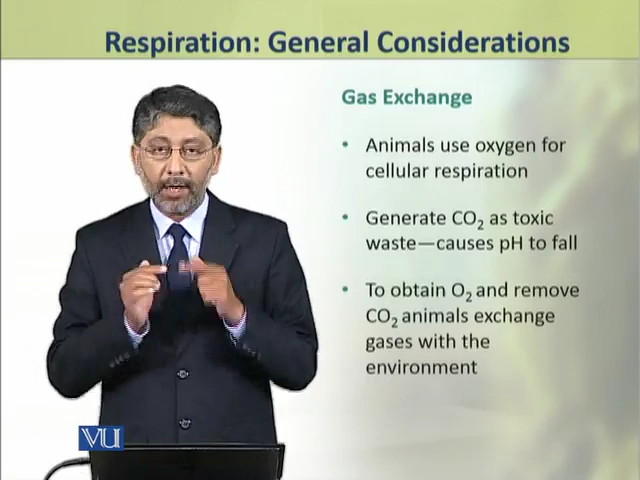 Respiration: General Considerations
Gas Exchange
• Animals use oxygen for
cellular respiration
• Generate CO₂ as toxic
waste—causes pH to fall
• To obtain O₂ and remove
CO₂ animals exchange
gases with the
environment
VU